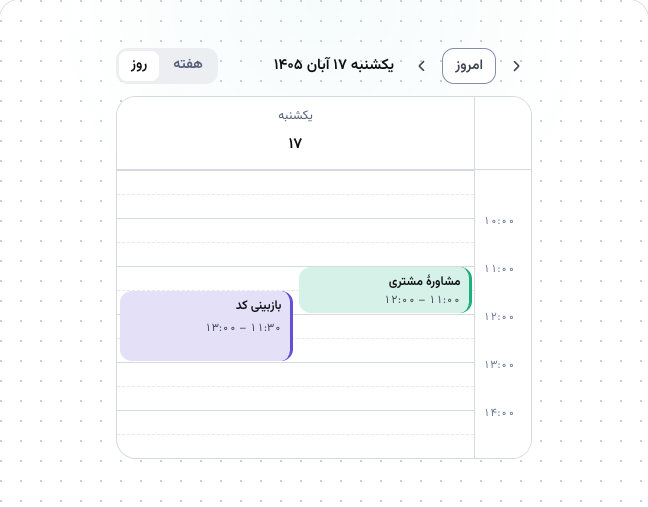 امروز
یکشنبه ۱۷ آبان ۱۴۰۵
هفته
روز
یکشنبه
۱۷
۱۰:۰۰
۱۱:۰۰
۱۲:۰۰
۱۳:۰۰
۱۴:۰۰
مشاورهٔ مشتری
۱۱:۰۰ – ۱۲:۰۰
بازبینی کد
۱۱:۳۰ – ۱۳:۰۰